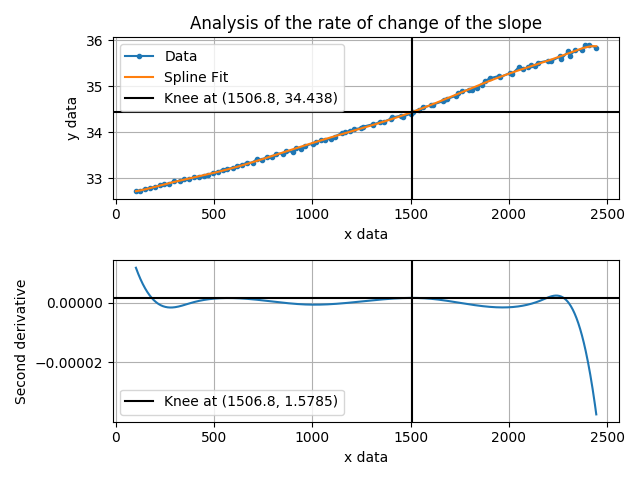 Analysis of the rate of change of the slope
36
35
34
33
y data
Data
Spline Fit
Knee at (1506.8, 34.438)
0
500
1000
1500
2000
2500
x data
0.00000
−0.00002
Second derivative
Knee at (1506.8, 1.5785)
0
500
1000
1500
2000
2500
x data